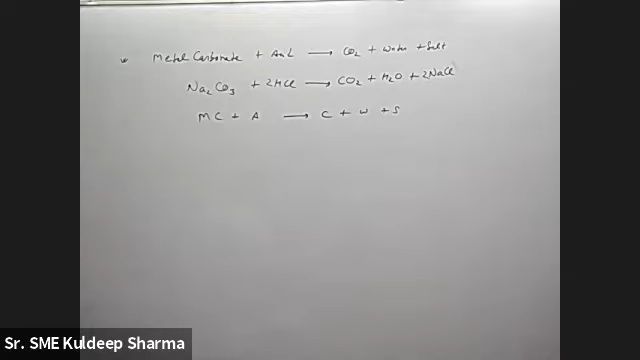 Metal Carbonate + Acid ⟶ CO₂ + Water + Salt
Na₂CO₃ + 2HCl ⟶ CO₂ + H₂O + 2NaCl
MC + A ⟶ C + W + S
Sr. SME Kuldeep Sharma